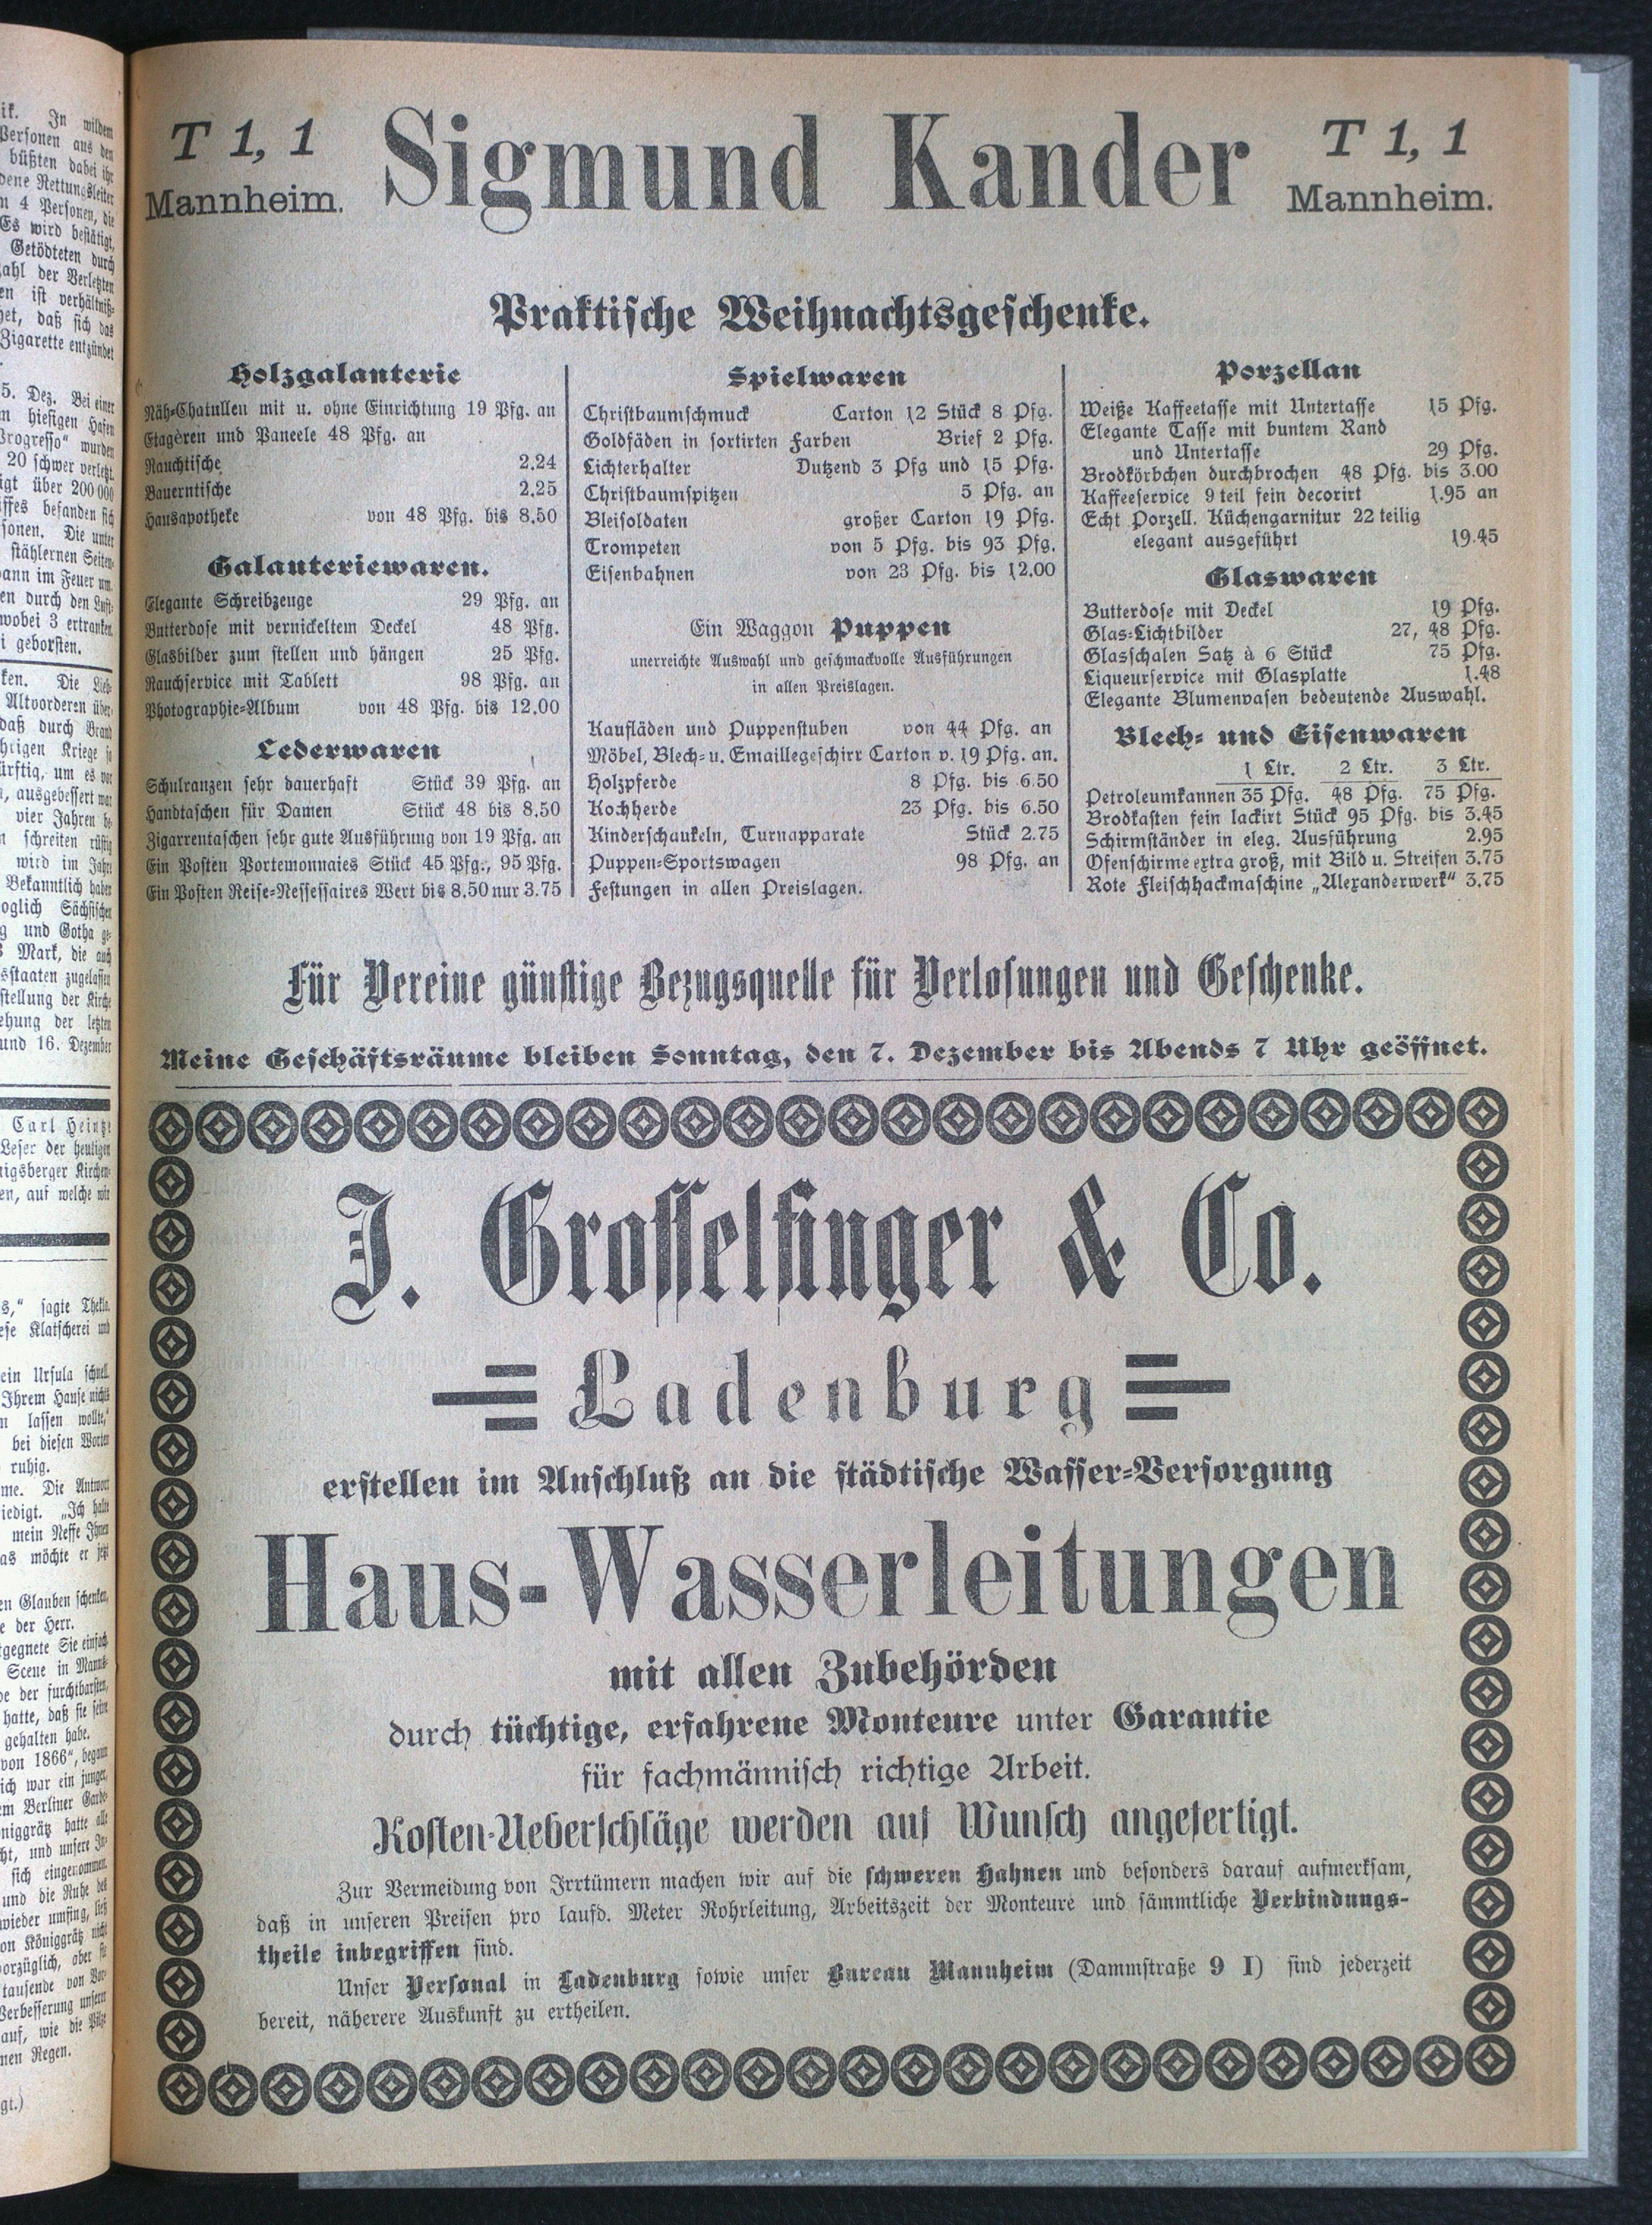 T 1, 1
Mannheim.
Sigmund Kander
T 1, 1
Mannheim.
Praktische Weihnachtsgeschenke.
Holzgalanterie
Näh-Chatullen mit u. ohne Einrichtung 19 Pfg. an
Etagèren und Paneele 48 Pfg. an
Rauchtische 2.24
Bauerntische 2.25
Hausapotheke von 48 Pfg. bis 8.50
Galanteriewaren.
Elegante Schreibzeuge 29 Pfg. an
Butterdose mit vernickeltem Deckel 48 Pfg.
Glasbilder zum stellen und hängen 25 Pfg.
Rauchservice mit Tablett 98 Pfg. an
Photographie-Album von 48 Pfg. bis 12.00
Lederwaren
Schulranzen sehr dauerhaft Stück 39 Pfg. an
Handtaschen für Damen Stück 48 bis 8.50
Zigarrentaschen sehr gute Ausführung von 19 Pfg. an
Ein Posten Portemonnaies Stück 45 Pfg., 95 Pfg.
Ein Posten Reise-Nessessaires Wert bis 8.50 nur 3.75
Spielwaren
Christbaumschmuck Carton 12 Stück 8 Pfg.
Goldfäden in sortirten Farben Brief 2 Pfg.
Lichterhalter Dutzend 3 Pfg und 15 Pfg.
Christbaumspitzen 5 Pfg. an
Bleisoldaten großer Carton 19 Pfg.
Trompeten von 5 Pfg. bis 93 Pfg.
Eisenbahnen von 23 Pfg. bis 12.00
Ein Waggon Puppen
unerreichte Auswahl und geschmackvolle Ausführungen
in allen Preislagen.
Kaufläden und Puppenstuben von 44 Pfg. an
Möbel, Blech- u. Emaillegeschirr Carton v. 19 Pfg. an.
Holzpferde 8 Pfg. bis 6.50
Kochherde 23 Pfg. bis 6.50
Kinderschaukeln, Turnapparate Stück 2.75
Puppen-Sportswagen 98 Pfg. an
Festungen in allen Preislagen.
Porzellan
Weiße Kaffeetasse mit Untertasse 15 Pfg.
Elegante Tasse mit buntem Rand
und Untertasse 29 Pfg.
Brodkörbchen durchbrochen 48 Pfg. bis 3.00
Kaffeeservice 9 teil fein decorirt 1.95 an
Echt Porzell. Küchengarnitur 22 teilig
elegant ausgeführt 19.45
Glaswaren
Butterdose mit Deckel 19 Pfg.
Glas-Lichtbilder 27, 48 Pfg.
Glasschalen Satz à 6 Stück 75 Pfg.
Liqueurservice mit Glasplatte 1.48
Elegante Blumenvasen bedeutende Auswahl.
Blech- und Eisenwaren
1 Ltr. 2 Ltr. 3 Ltr.
Petroleumkannen 35 Pfg. 48 Pfg. 75 Pfg.
Brodkasten fein lackirt Stück 95 Pfg. bis 3.45
Schirmständer in eleg. Ausführung 2.95
Ofenschirme extra groß, mit Bild u. Streifen 3.75
Rote Fleischhackmaschine „Alexanderwerk“ 3.75
Für Vereine günstige Bezugsquelle für Verlosungen und Geschenke.
Meine Geschäftsräume bleiben Sonntag, den 7. Dezember bis Abends 7 Uhr geöffnet.
J. Grosselfinger & Co.
Ladenburg
erstellen im Anschluß an die städtische Wasser-Versorgung
Haus-Wasserleitungen
mit allen Zubehörden
durch tüchtige, erfahrene Monteure unter Garantie
für fachmännisch richtige Arbeit.
Kosten-Ueberschläge werden auf Wunsch angefertigt.
Zur Vermeidung von Irrtümern machen wir auf die schweren Hahnen und besonders darauf aufmerksam,
daß in unseren Preisen pro laufd. Meter Rohrleitung, Arbeitszeit der Monteure und sämmtliche Verbindungs-
theile inbegriffen sind.
Unser Personal in Ladenburg sowie unser Bureau Mannheim (Dammstraße 9 I) sind jederzeit
bereit, näherere Auskunft zu ertheilen.